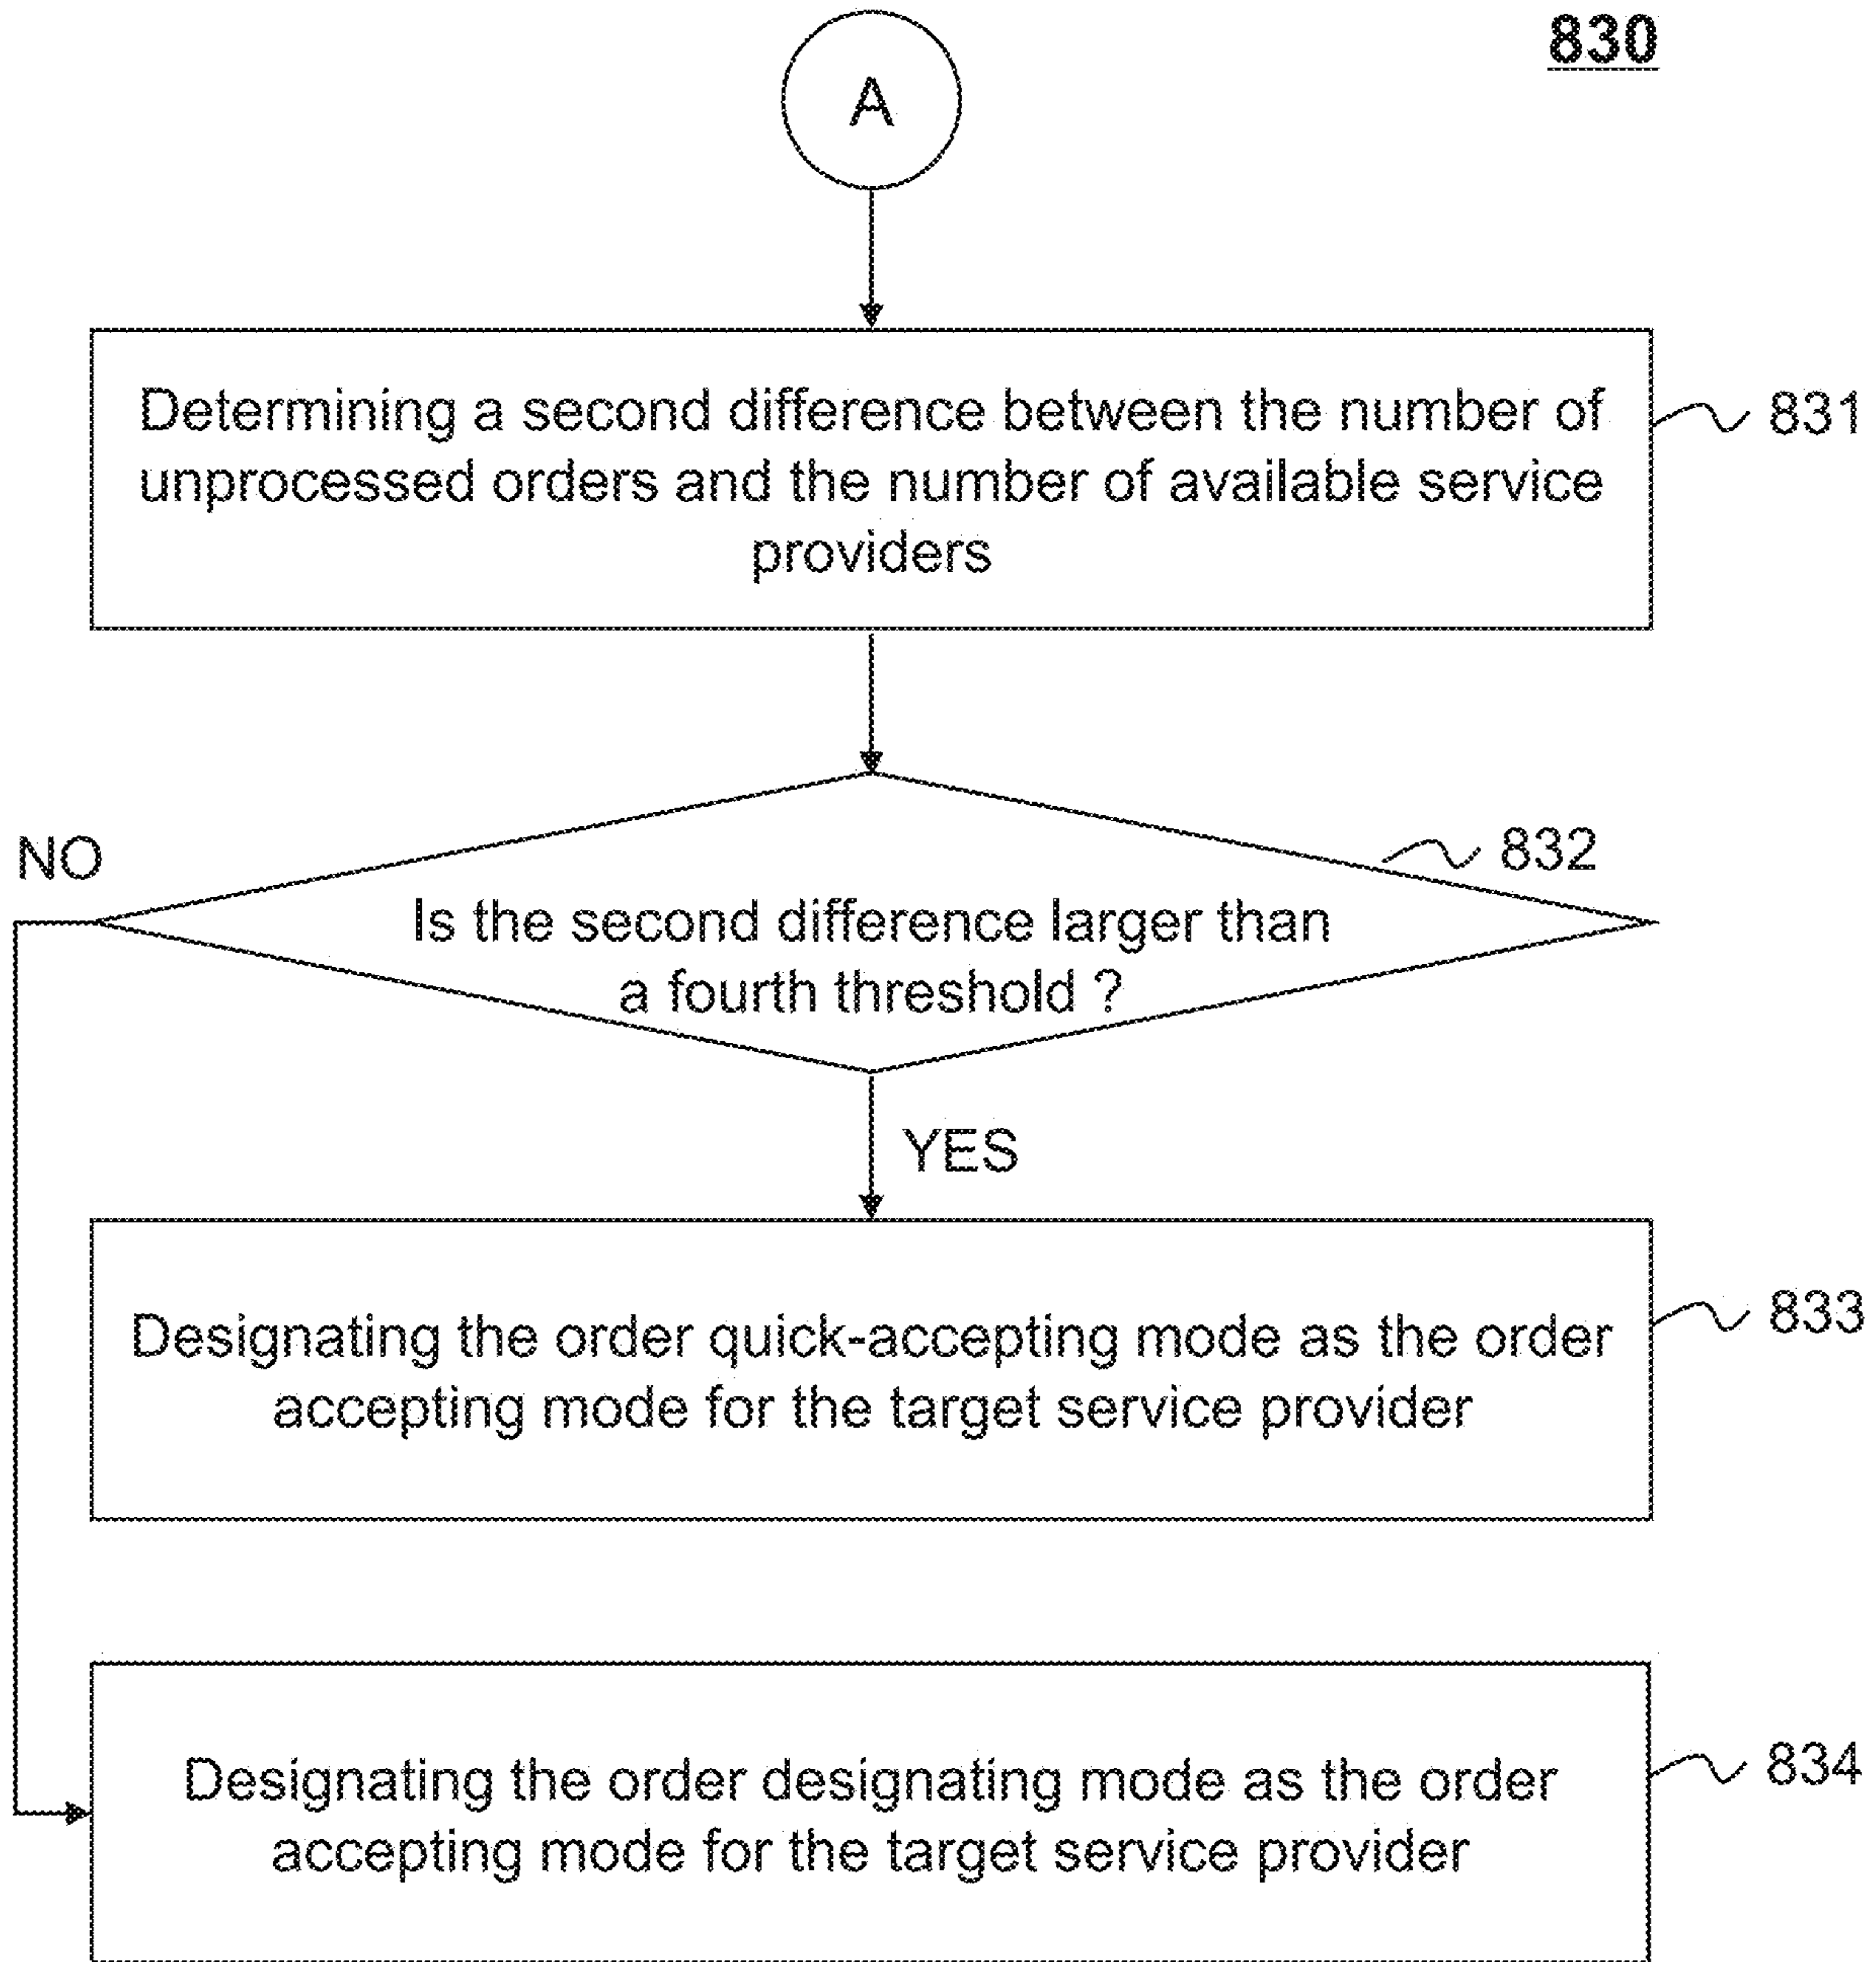 830
A
Determining a second difference between the number of
unprocessed orders and the number of available service
providers
831
NO
832
Is the second difference larger than
a fourth threshold ?
YES
Designating the order quick-accepting mode as the order
accepting mode for the target service provider
833
Designating the order designating mode as the order
accepting mode for the target service provider
834